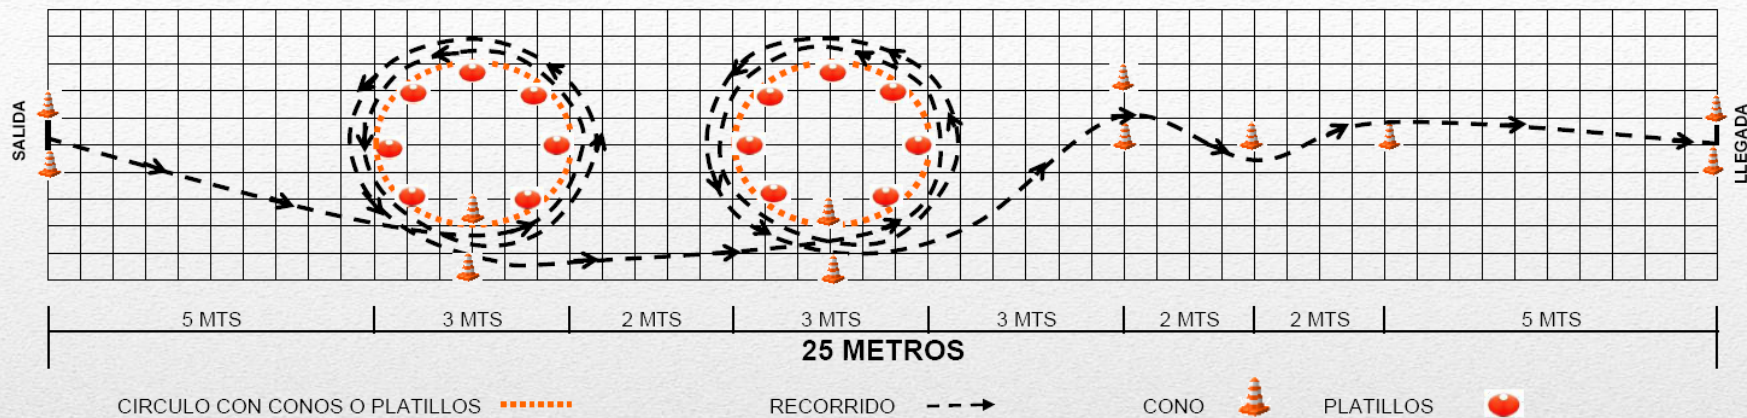 SALIDA
LLEGADA
5 MTS 3 MTS 2 MTS 3 MTS 3 MTS 2 MTS 2 MTS 5 MTS
25 METROS
CIRCULO CON CONOS O PLATILLOS RECORRIDO CONO PLATILLOS